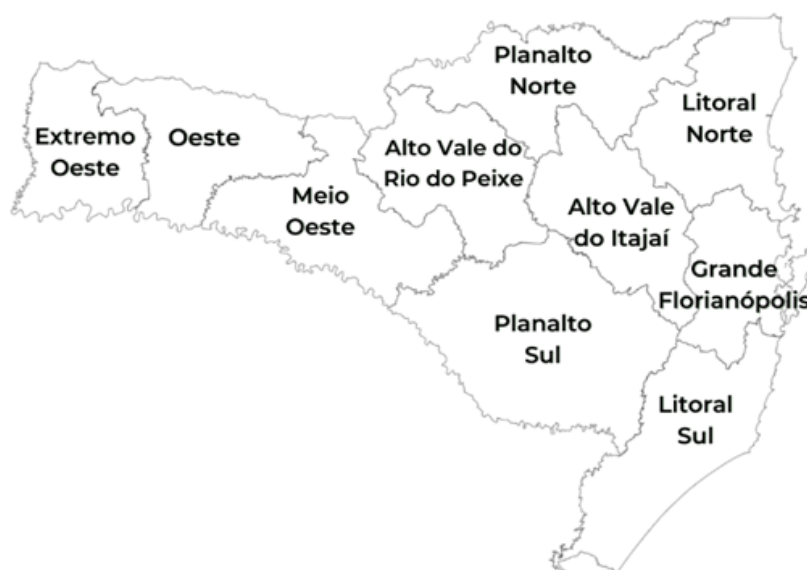 Planalto
Norte
Litoral
Norte
Extremo
Oeste
Oeste
Alto Vale do
Rio do Peixe
Meio
Oeste
Alto Vale
do Itajaí
Grande
Florianópolis
Planalto
Sul
Litoral
Sul